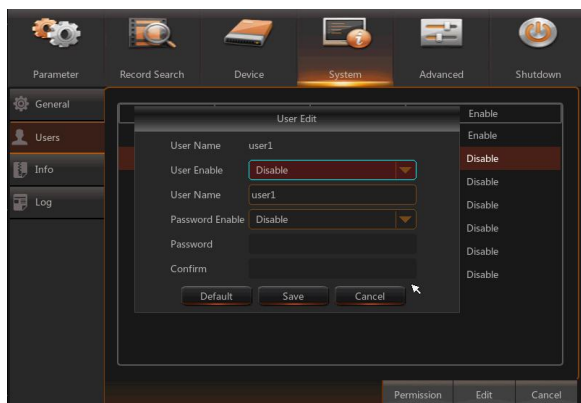 Parameter Record Search Device System Advanced Shutdown
General
Users
Info
Log
Enable
Enable
Disable
Disable
Disable
Disable
Disable
Disable
User Edit
User Name user1
User Enable Disable
User Name user1
Password Enable Disable
Password
Confirm
Default Save Cancel
Permission Edit Cancel